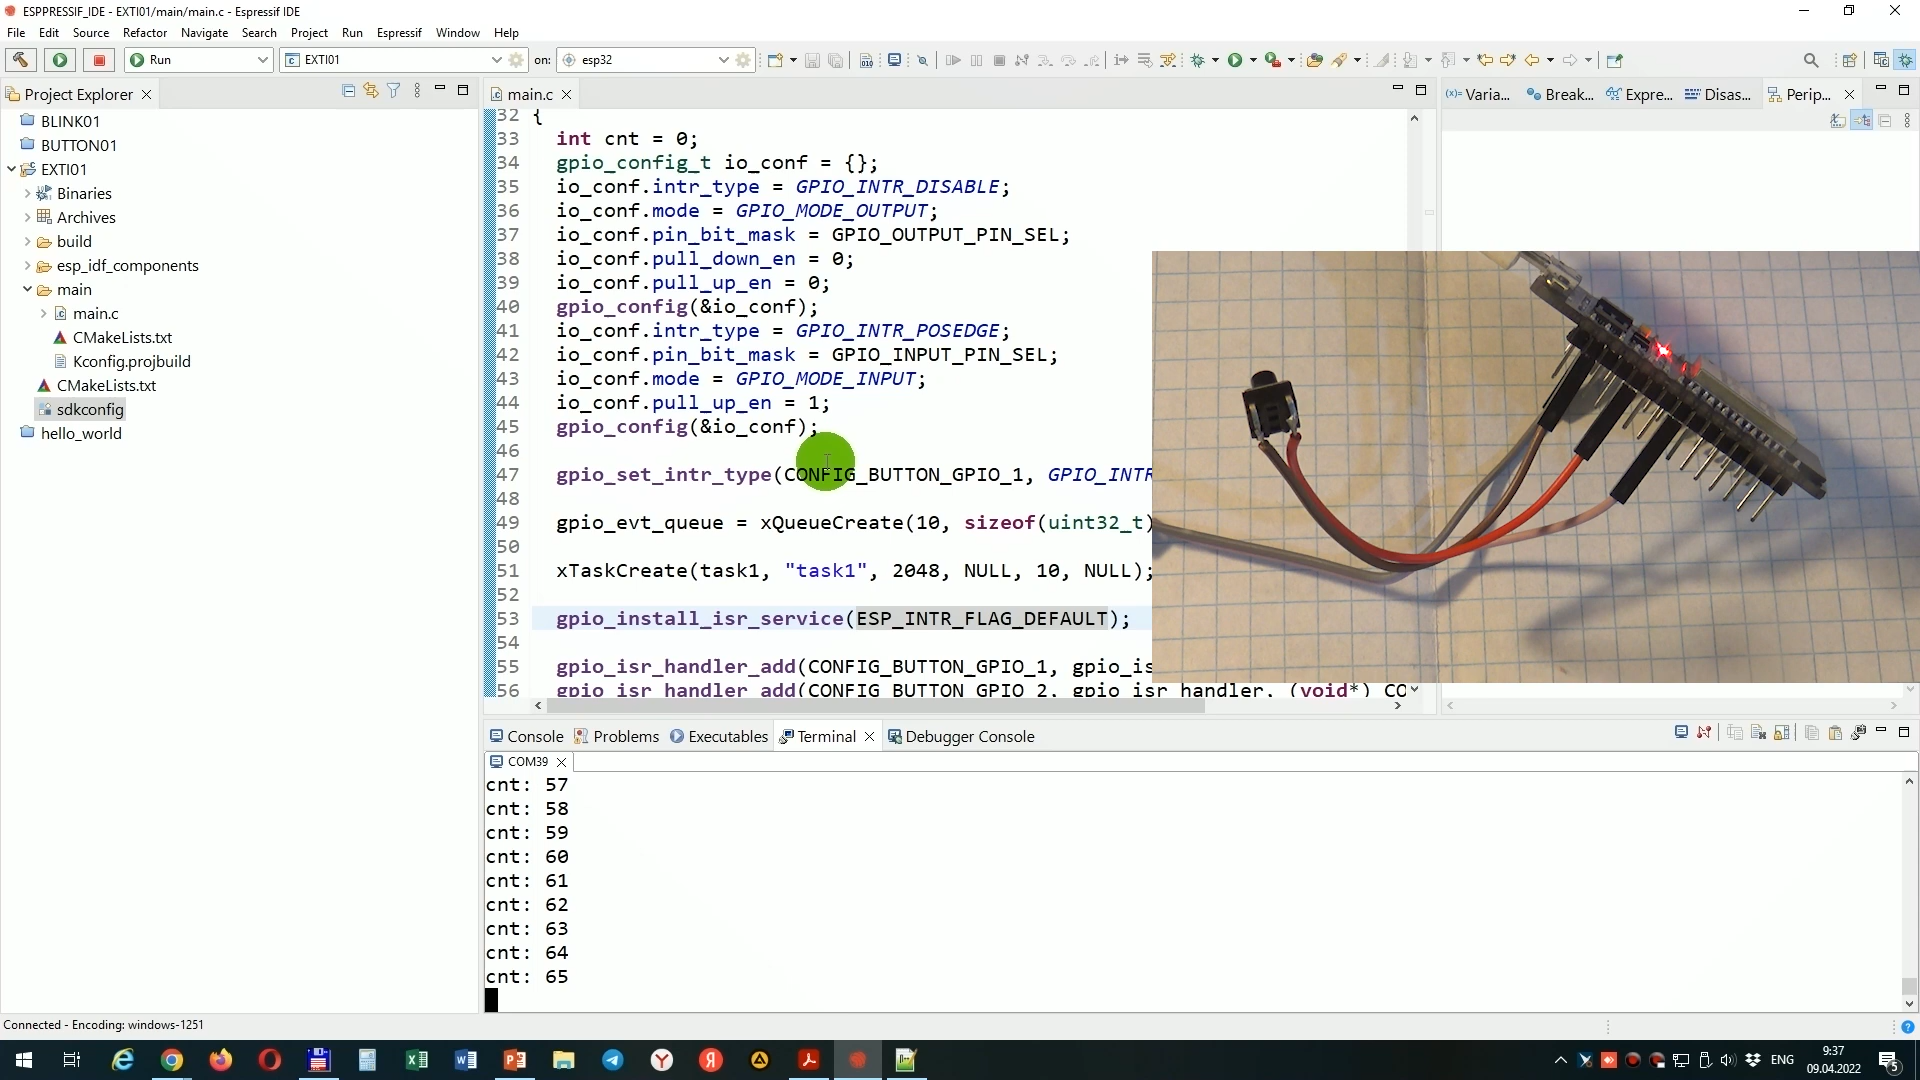 ESPPRESSIF_IDE - EXTI01/main/main.c - Espressif IDE
File Edit Source Refactor Navigate Search Project Run Espressif Window Help
Run EXTI01 on: esp32
Project Explorer
BLINK01
BUTTON01
EXTI01
Binaries
Archives
build
esp_idf_components
main
main.c
CMakeLists.txt
Kconfig.projbuild
CMakeLists.txt
sdkconfig
hello_world
main.c
32 {
33 int cnt = 0;
34 gpio_config_t io_conf = {};
35 io_conf.intr_type = GPIO_INTR_DISABLE;
36 io_conf.mode = GPIO_MODE_OUTPUT;
37 io_conf.pin_bit_mask = GPIO_OUTPUT_PIN_SEL;
38 io_conf.pull_down_en = 0;
39 io_conf.pull_up_en = 0;
40 gpio_config(&io_conf);
41 io_conf.intr_type = GPIO_INTR_POSEDGE;
42 io_conf.pin_bit_mask = GPIO_INPUT_PIN_SEL;
43 io_conf.mode = GPIO_MODE_INPUT;
44 io_conf.pull_up_en = 1;
45 gpio_config(&io_conf);
46
47 gpio_set_intr_type(CONFIG_BUTTON_GPIO_1, GPIO_INTR
48
49 gpio_evt_queue = xQueueCreate(10, sizeof(uint32_t)
50
51 xTaskCreate(task1, "task1", 2048, NULL, 10, NULL);
52
53 gpio_install_isr_service(ESP_INTR_FLAG_DEFAULT);
54
55 gpio_isr_handler_add(CONFIG_BUTTON_GPIO_1, gpio_is
56 gpio_isr_handler_add(CONFIG_BUTTON_GPIO_2, gpio_isr_handler, (void*) CO
(x)= Varia... Break... Expre... Disas... Perip...
Console Problems Executables Terminal Debugger Console
COM39
cnt: 57
cnt: 58
cnt: 59
cnt: 60
cnt: 61
cnt: 62
cnt: 63
cnt: 64
cnt: 65
Connected - Encoding: windows-1251
ENG
9:37
09.04.2022
5